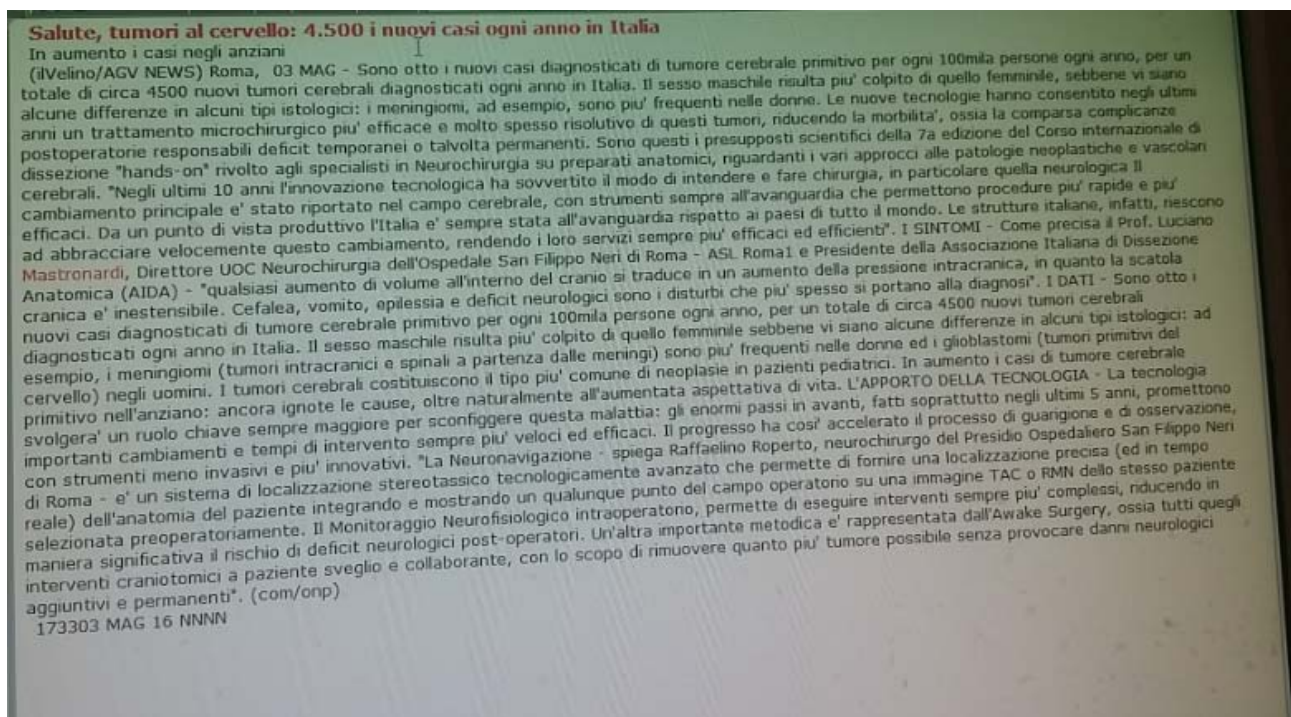 Salute, tumori al cervello: 4.500 i nuovi casi ogni anno in Italia
In aumento i casi negli anziani
(ilVelino/AGV NEWS) Roma, 03 MAG - Sono otto i nuovi casi diagnosticati di tumore cerebrale primitivo per ogni 100mila persone ogni anno, per un
totale di circa 4500 nuovi tumori cerebrali diagnosticati ogni anno in Italia. Il sesso maschile risulta piu' colpito di quello femminile, sebbene vi siano
alcune differenze in alcuni tipi istologici: i meningiomi, ad esempio, sono piu' frequenti nelle donne. Le nuove tecnologie hanno consentito negli ultimi
anni un trattamento microchirurgico piu' efficace e molto spesso risolutivo di questi tumori, riducendo la morbilita', ossia la comparsa complicanze
postoperatorie responsabili deficit temporanei o talvolta permanenti. Sono questi i presupposti scientifici della 7a edizione del Corso internazionale di
dissezione "hands-on" rivolto agli specialisti in Neurochirurgia su preparati anatomici, riguardanti i vari approcci alle patologie neoplastiche e vascolari
cerebrali. "Negli ultimi 10 anni l'innovazione tecnologica ha sovvertito il modo di intendere e fare chirurgia, in particolare quella neurologica Il
cambiamento principale e' stato riportato nel campo cerebrale, con strumenti sempre all'avanguardia che permettono procedure piu' rapide e piu'
efficaci. Da un punto di vista produttivo l'Italia e' sempre stata all'avanguardia rispetto ai paesi di tutto il mondo. Le strutture italiane, infatti, riescono
ad abbracciare velocemente questo cambiamento, rendendo i loro servizi sempre piu' efficaci ed efficienti". I SINTOMI - Come precisa il Prof. Luciano
Mastronardi, Direttore UOC Neurochirurgia dell'Ospedale San Filippo Neri di Roma - ASL Roma1 e Presidente della Associazione Italiana di Dissezione
Anatomica (AIDA) - "qualsiasi aumento di volume all'interno del cranio si traduce in un aumento della pressione intracranica, in quanto la scatola
cranica e' inestensibile. Cefalea, vomito, epilessia e deficit neurologici sono i disturbi che piu' spesso si portano alla diagnosi". I DATI - Sono otto i
nuovi casi diagnosticati di tumore cerebrale primitivo per ogni 100mila persone ogni anno, per un totale di circa 4500 nuovi tumori cerebrali
diagnosticati ogni anno in Italia. Il sesso maschile risulta piu' colpito di quello femminile sebbene vi siano alcune differenze in alcuni tipi istologici: ad
esempio, i meningiomi (tumori intracranici e spinali a partenza dalle meningi) sono piu' frequenti nelle donne ed i glioblastomi (tumori primitivi del
cervello) negli uomini. I tumori cerebrali costituiscono il tipo piu' comune di neoplasie in pazienti pediatrici. In aumento i casi di tumore cerebrale
primitivo nell'anziano: ancora ignote le cause, oltre naturalmente all'aumentata aspettativa di vita. L'APPORTO DELLA TECNOLOGIA - La tecnologia
svolgera' un ruolo chiave sempre maggiore per sconfiggere questa malattia: gli enormi passi in avanti, fatti soprattutto negli ultimi 5 anni, promettono
importanti cambiamenti e tempi di intervento sempre piu' veloci ed efficaci. Il progresso ha cosi' accelerato il processo di guarigione e di osservazione,
con strumenti meno invasivi e piu' innovativi. "La Neuronavigazione - spiega Raffaelino Roperto, neurochirurgo del Presidio Ospedaliero San Filippo Neri
di Roma - e' un sistema di localizzazione stereotassico tecnologicamente avanzato che permette di fornire una localizzazione precisa (ed in tempo
reale) dell'anatomia del paziente integrando e mostrando un qualunque punto del campo operatorio su una immagine TAC o RMN dello stesso paziente
selezionata preoperatoriamente. Il Monitoraggio Neurofisiologico intraoperatorio, permette di eseguire interventi sempre piu' complessi, riducendo in
maniera significativa il rischio di deficit neurologici post-operatori. Un'altra importante metodica e' rappresentata dall'Awake Surgery, ossia tutti quegli
interventi craniotomici a paziente sveglio e collaborante, con lo scopo di rimuovere quanto piu' tumore possibile senza provocare danni neurologici
aggiuntivi e permanenti". (com/onp)
173303 MAG 16 NNNN